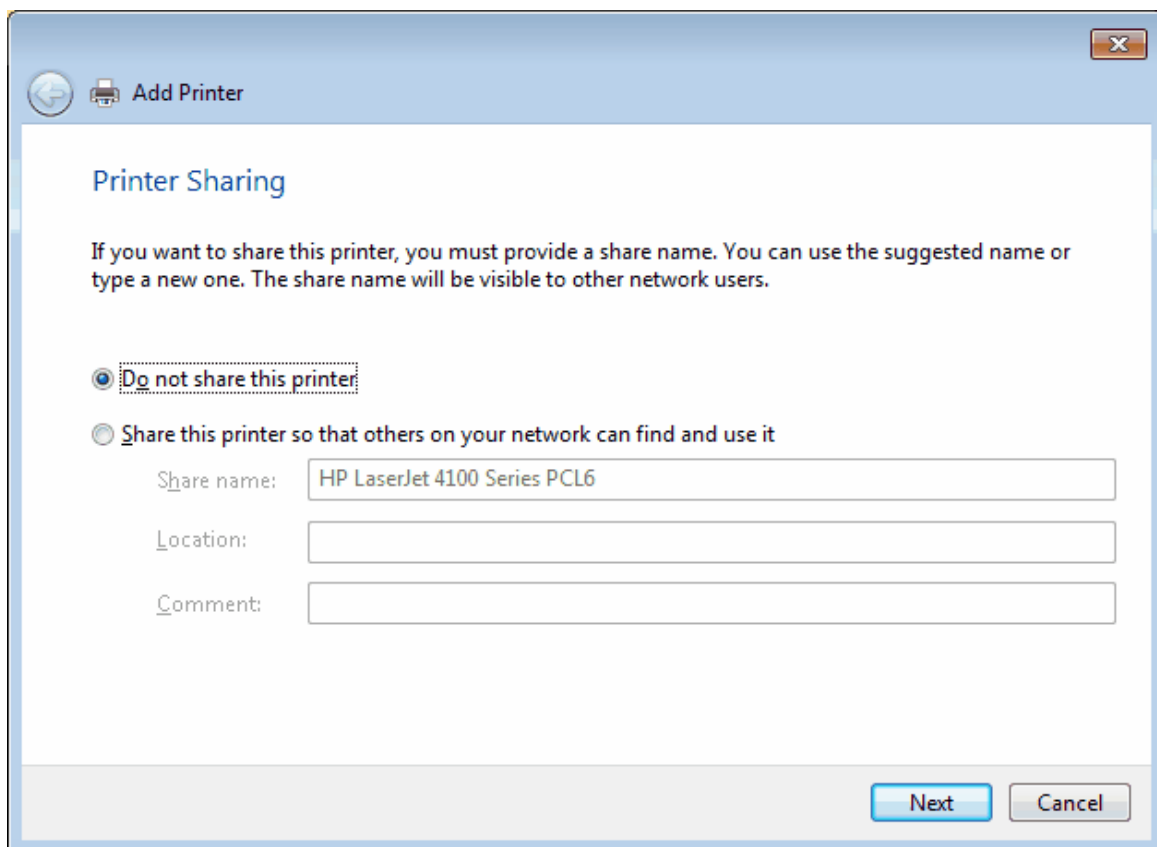 Add Printer
Printer Sharing
If you want to share this printer, you must provide a share name. You can use the suggested name or
type a new one. The share name will be visible to other network users.
Do not share this printer
Share this printer so that others on your network can find and use it
Share name: HP LaserJet 4100 Series PCL6
Location:
Comment:
Next Cancel